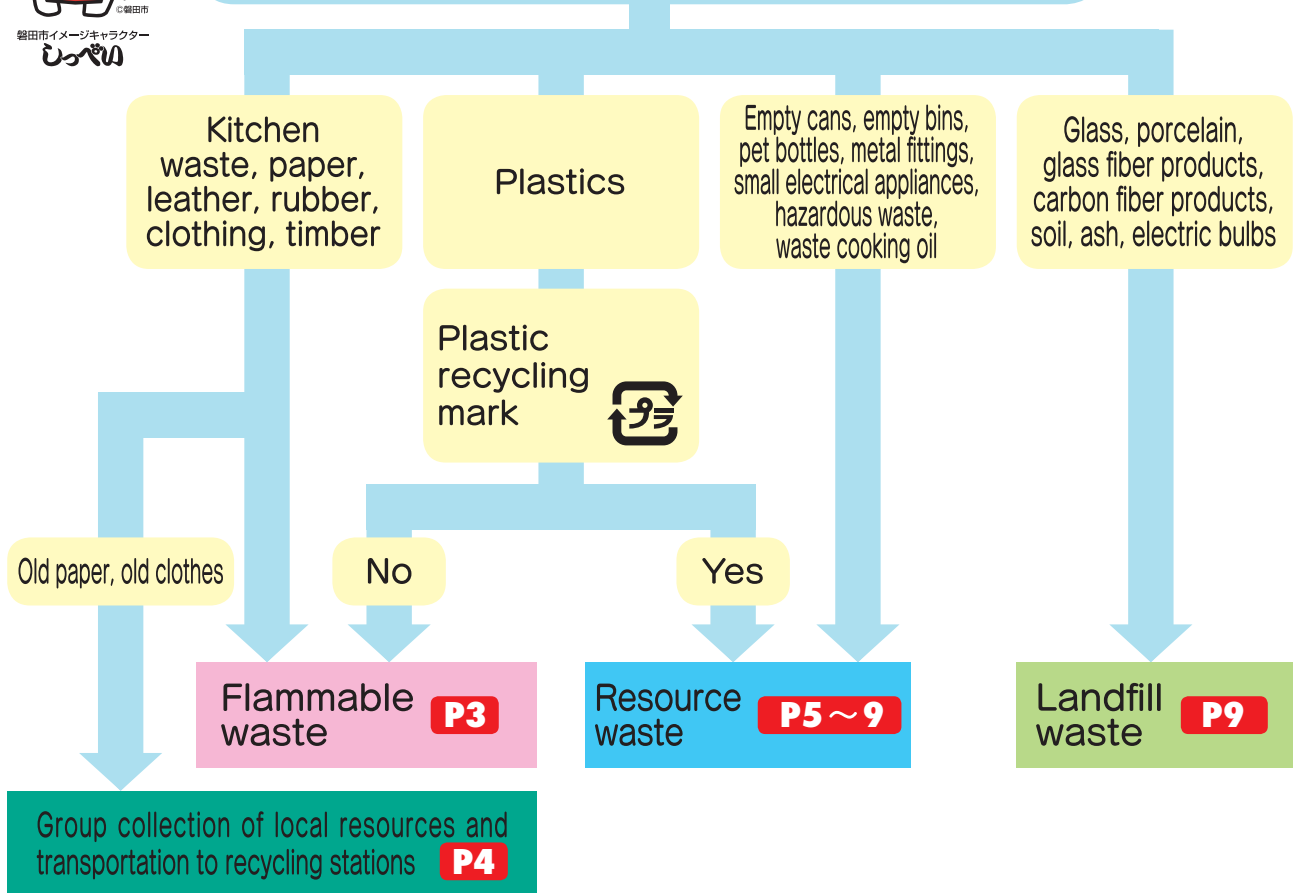 ©磐田市
磐田市イメージキャラクター
しっぺい
Kitchen
waste, paper,
leather, rubber,
clothing, timber
Plastics
Empty cans, empty bins,
pet bottles, metal fittings,
small electrical appliances,
hazardous waste,
waste cooking oil
Glass, porcelain,
glass fiber products,
carbon fiber products,
soil, ash, electric bulbs
Plastic
recycling
mark
プラ
Old paper, old clothes
No
Yes
Flammable
waste P3
Resource
waste P5～9
Landfill
waste P9
Group collection of local resources and
transportation to recycling stations P4